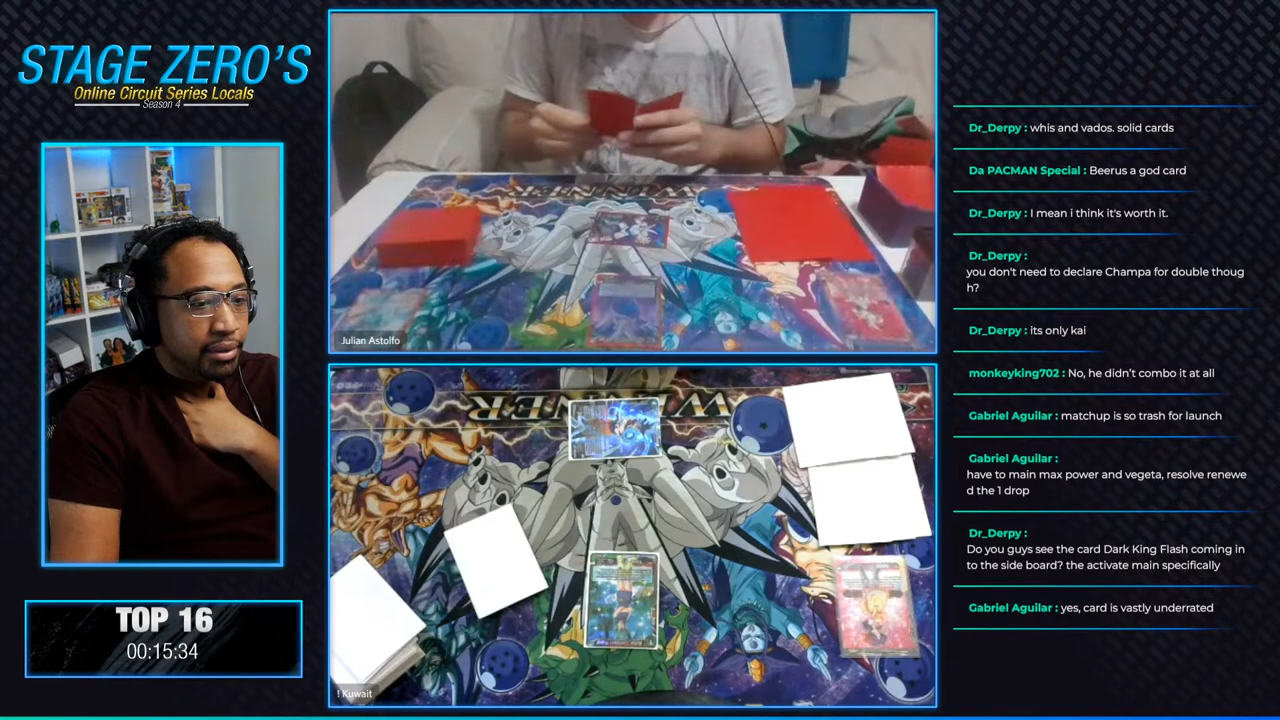 STAGE ZERO'S
Online Circuit Series Locals
Season 4
WINNER
Julian Astolfo
WINNER
! Kuwait
TOP 16
00:15:34
Dr_Derpy : whis and vados. solid cards
Da PACMAN Special : Beerus a god card
Dr_Derpy : I mean i think it's worth it.
Dr_Derpy :
you don't need to declare Champa for double thoug
h?
Dr_Derpy : its only kai
monkeyking702 : No, he didn't combo it at all
Gabriel Aguilar : matchup is so trash for launch
Gabriel Aguilar :
have to main max power and vegeta, resolve renewe
d the 1 drop
Dr_Derpy :
Do you guys see the card Dark King Flash coming in
to the side board? the activate main specifically
Gabriel Aguilar : yes, card is vastly underrated